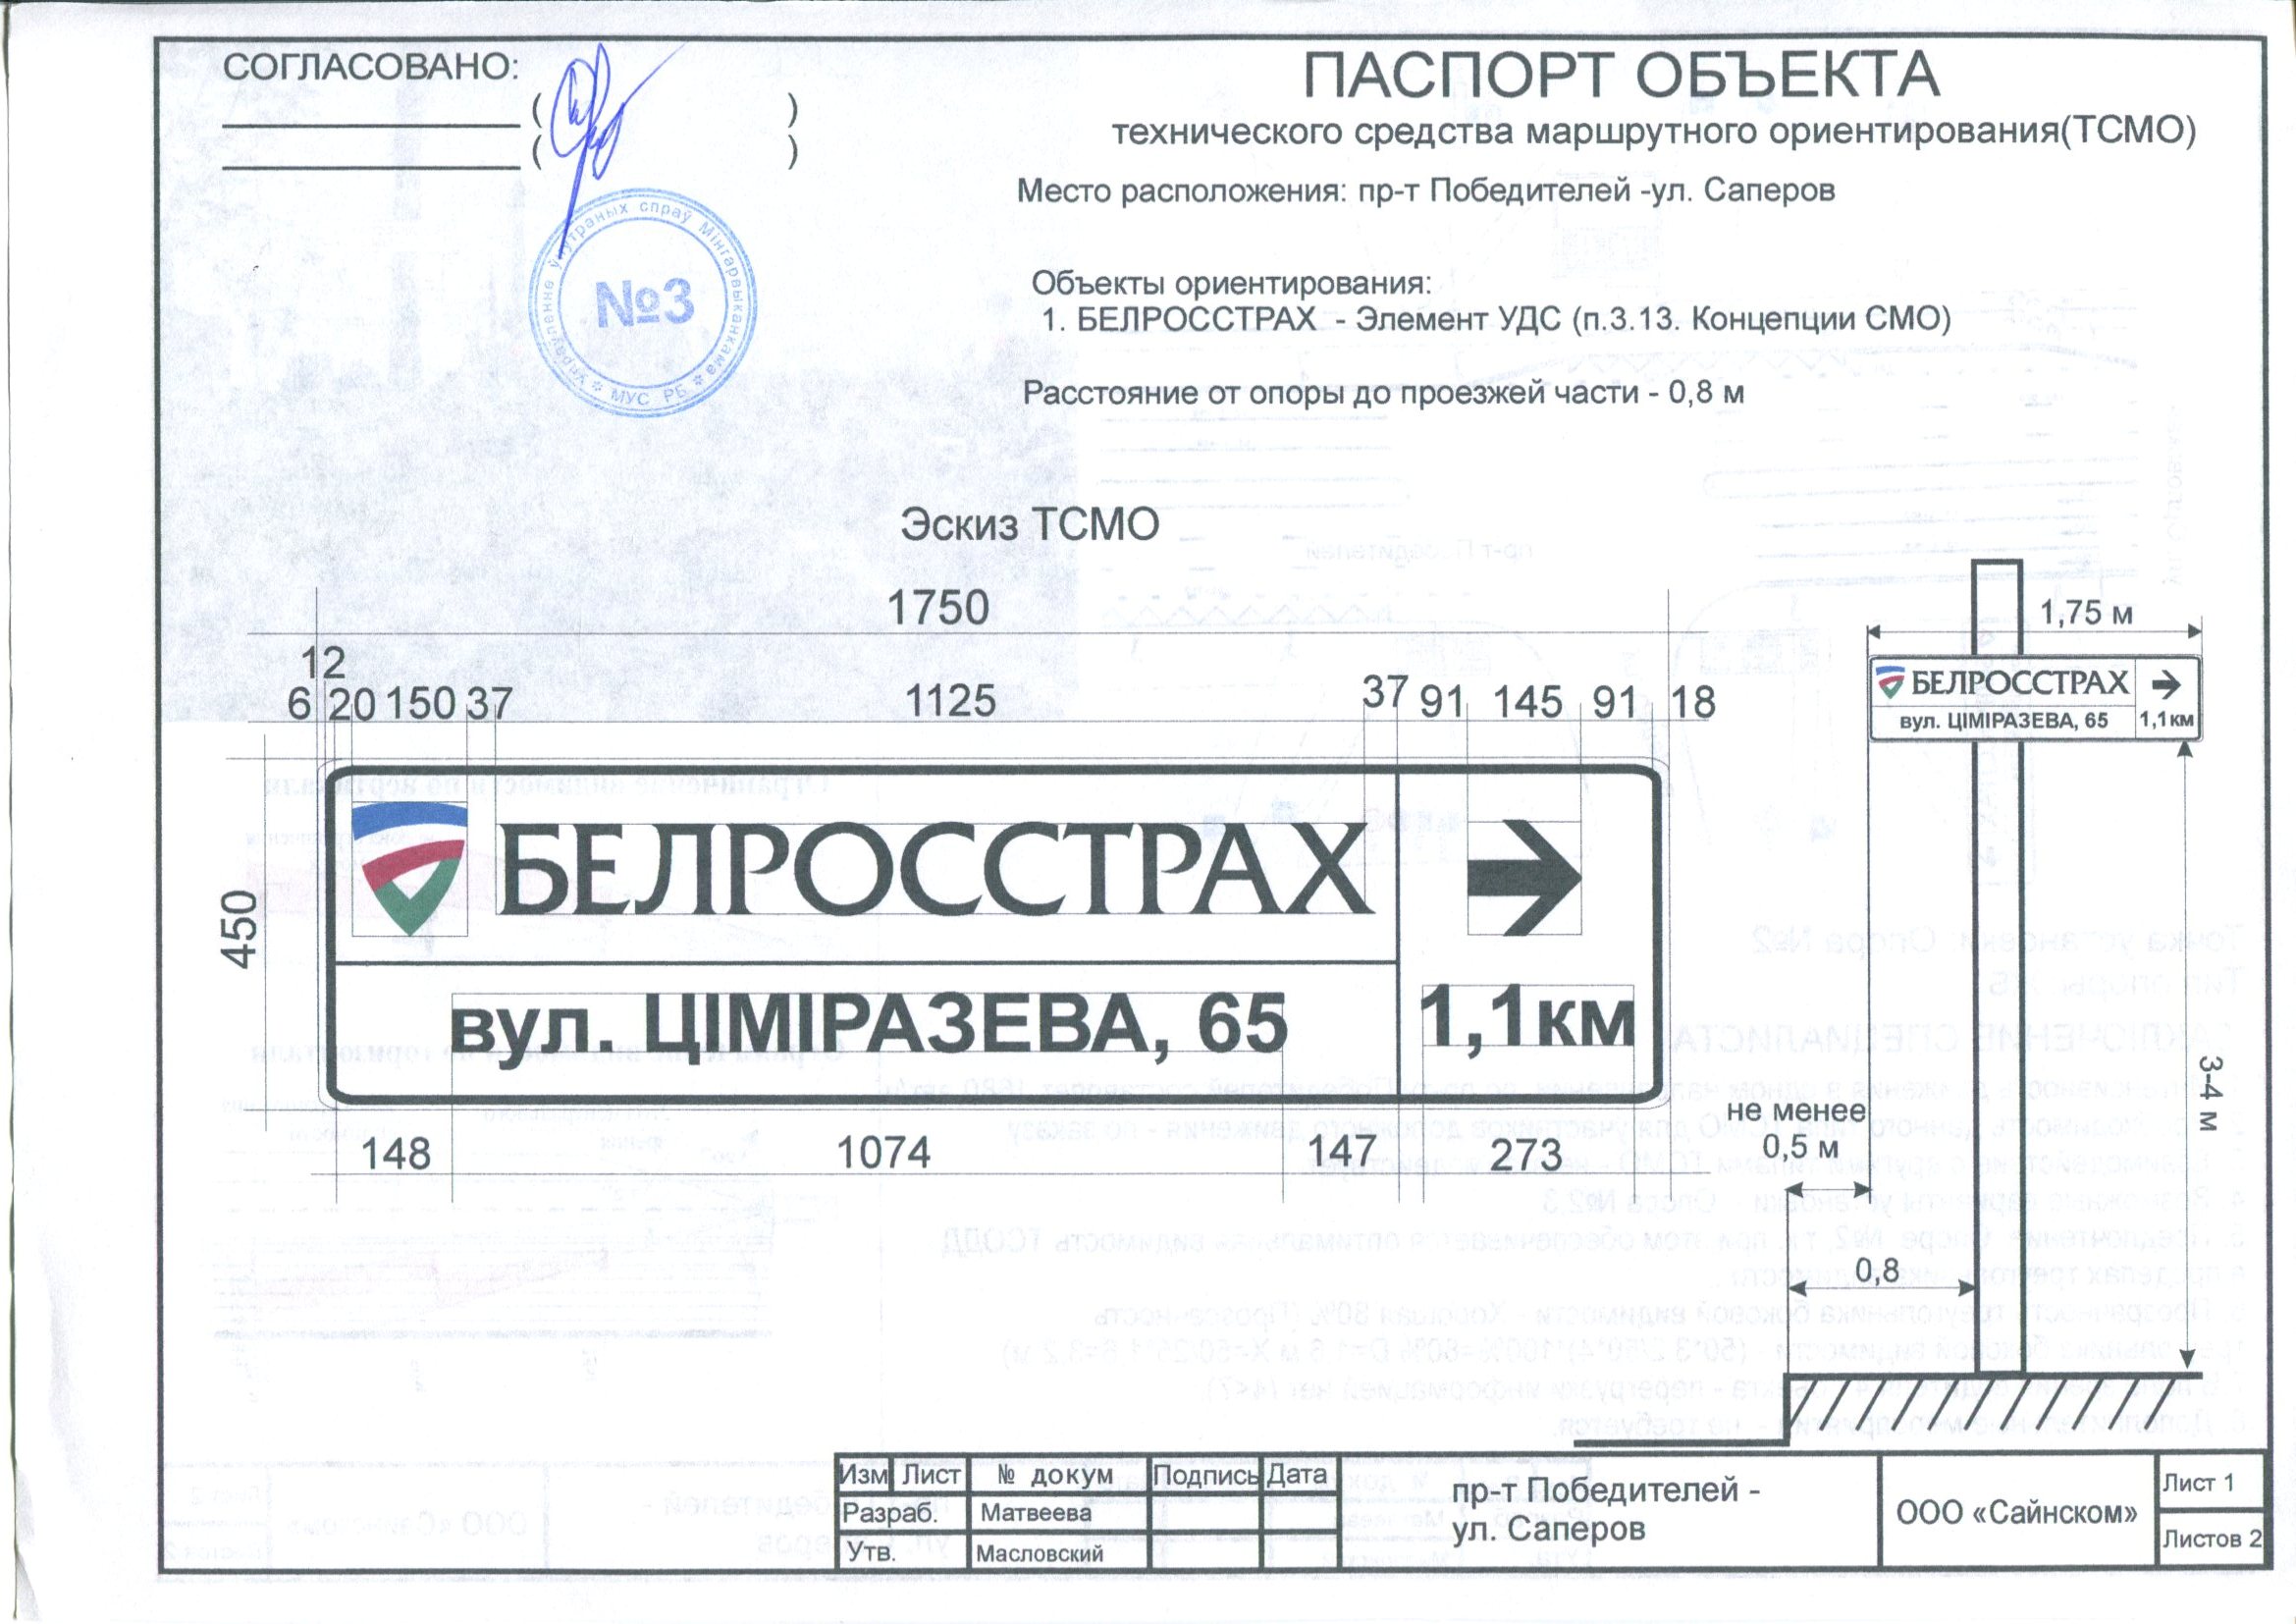 СОГЛАСОВАНО:
( )
( )
Упраўленне ўнутраных спраў Мінгарвыканкама * МУС РБ *
№3
ПАСПОРТ ОБЪЕКТА
технического средства маршрутного ориентирования(ТСМО)
Место расположения: пр-т Победителей -ул. Саперов
Объекты ориентирования:
1. БЕЛРОССТРАХ - Элемент УДС (п.3.13. Концепции СМО)
Расстояние от опоры до проезжей части - 0,8 м
Эскиз ТСМО
1750
12
6 20 150 37 1125 37 91 145 91 18
450
БЕЛРОССТРАХ
вул. ЦІМІРАЗЕВА, 65
1,1км
148 1074 147 273
1,75 м
БЕЛРОССТРАХ
вул. ЦІМІРАЗЕВА, 65
1,1км
3-4 м
не менее
0,5 м
0,8
Изм Лист № докум Подпись Дата
Разраб. Матвеева
Утв. Масловский
пр-т Победителей -
ул. Саперов
ООО «Сайнском»
Лист 1
Листов 2